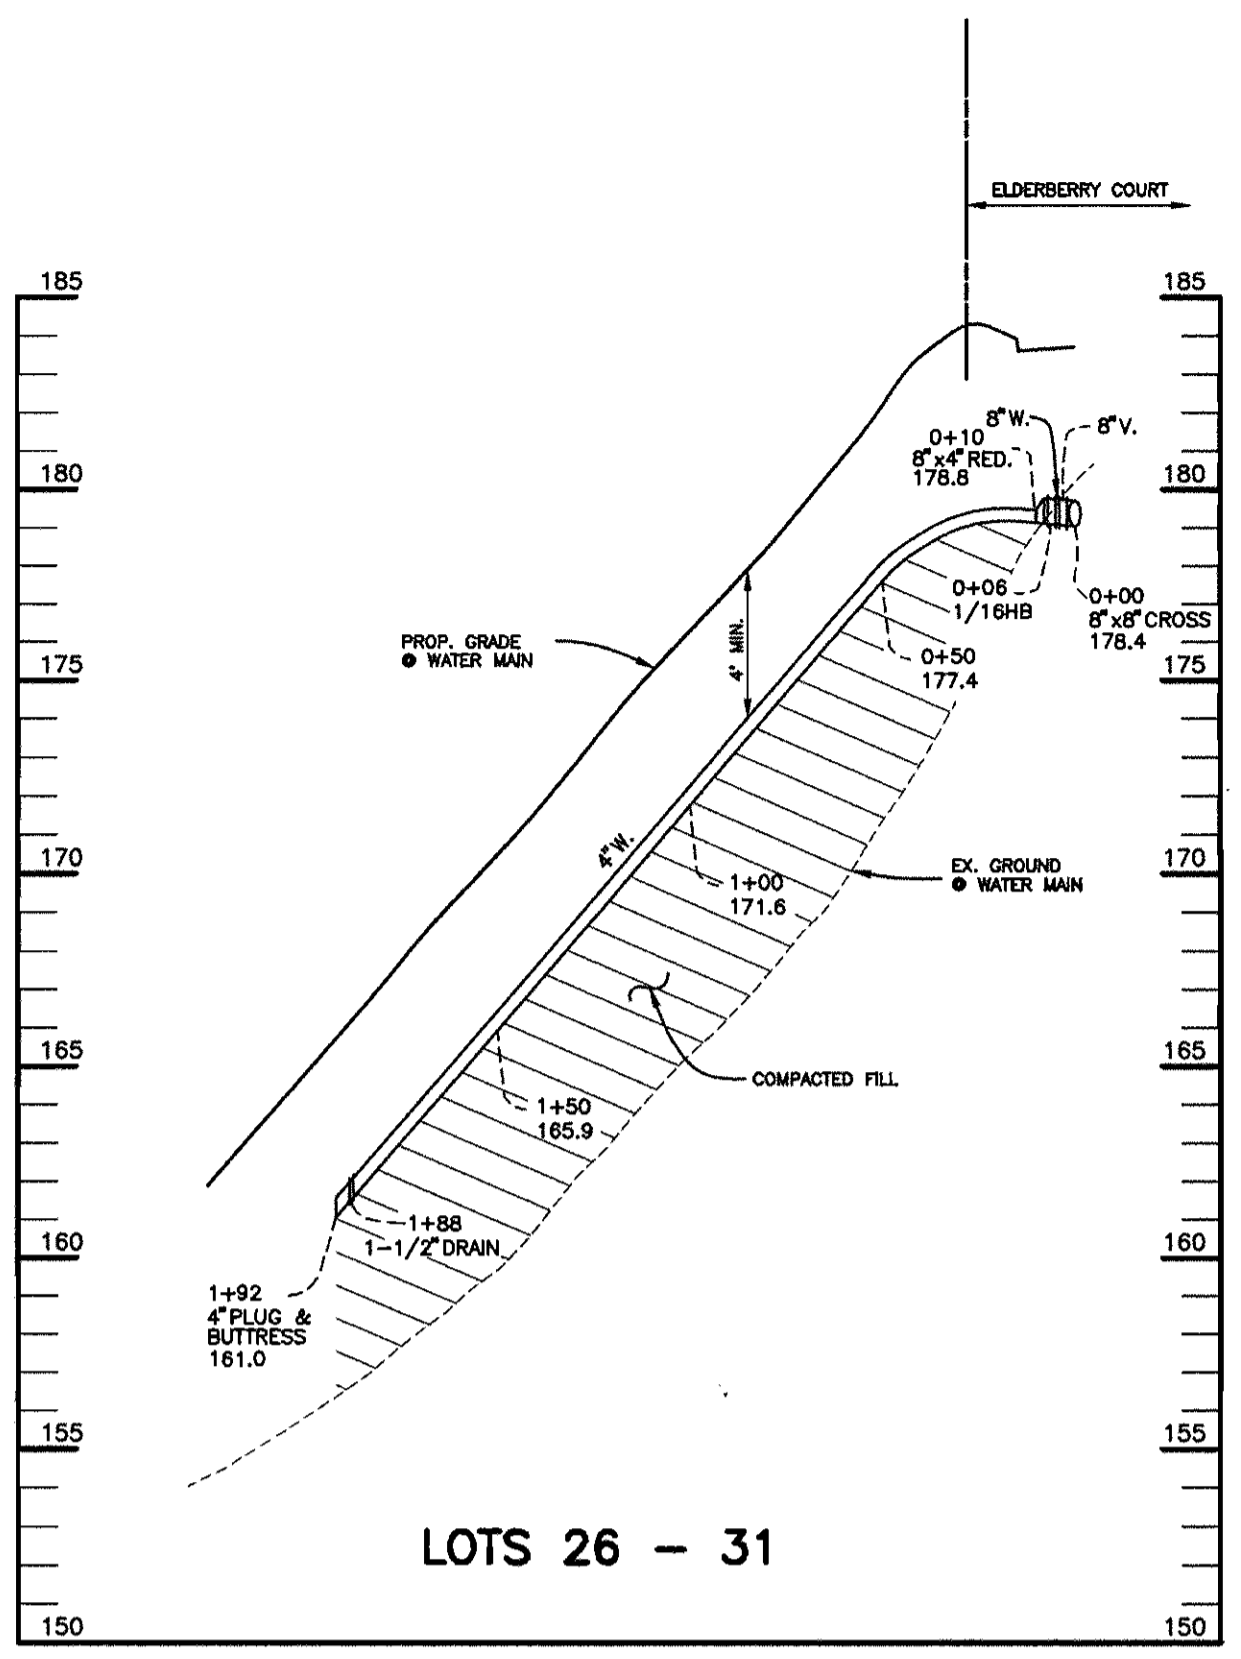 ELDERBERRY COURT
185
185
8"W.
8"V.
0+10
8"x4"RED.
178.8
180
180
0+06
1/16HB
0+00
8"x8"CROSS
178.4
PROP. GRADE
@ WATER MAIN
4' MIN.
0+50
177.4
175
175
4"W.
170
170
EX. GROUND
@ WATER MAIN
1+00
171.6
165
165
COMPACTED FILL
1+50
165.9
1+88
1-1/2"DRAIN
160
160
1+92
4"PLUG &
BUTTRESS
161.0
155
155
LOTS 26 - 31
150
150